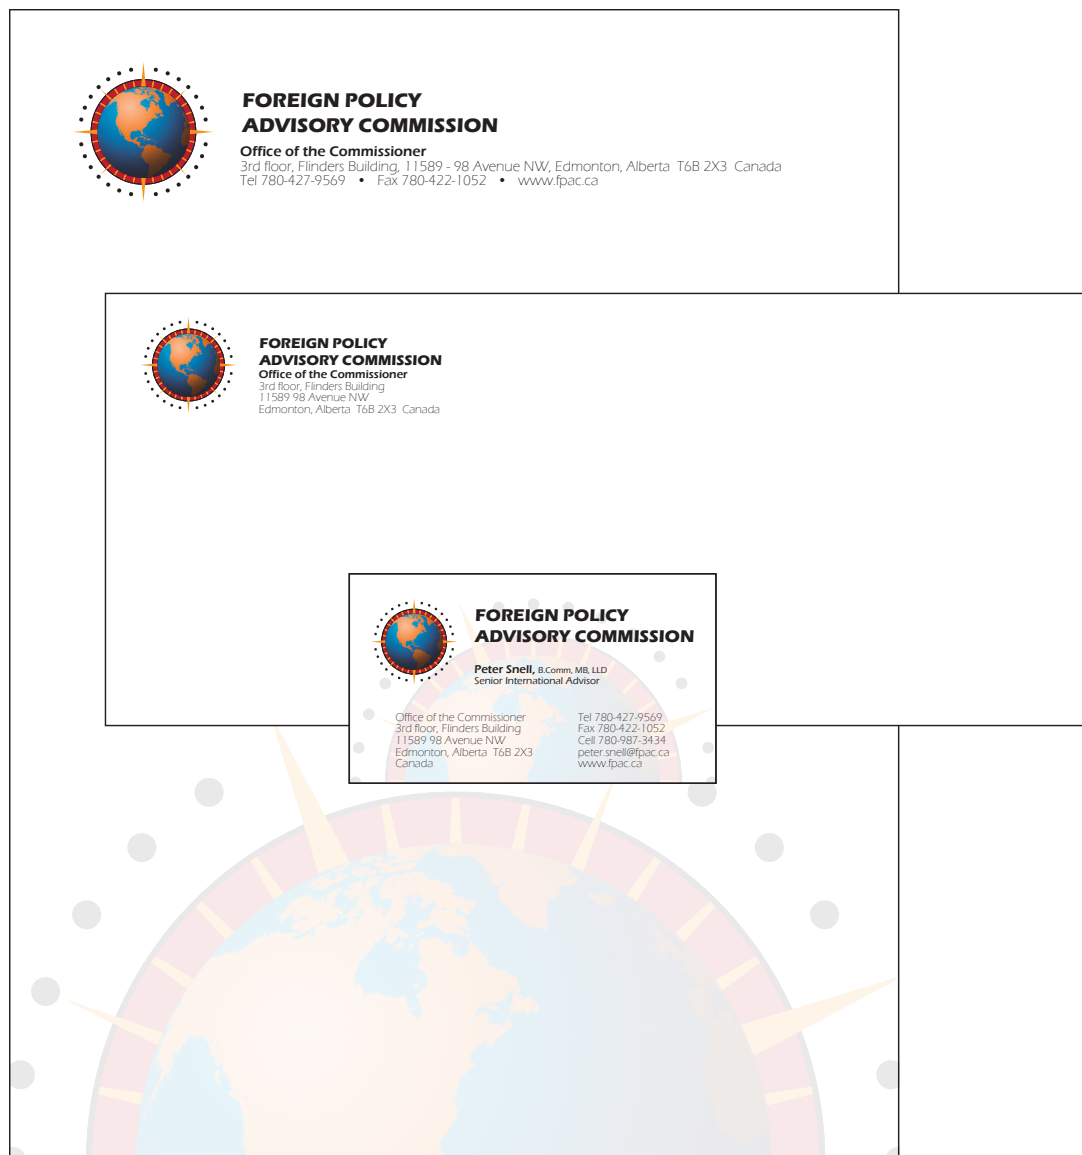 FOREIGN POLICY
ADVISORY COMMISSION
Office of the Commissioner
3rd floor, Flinders Building, 11589 - 98 Avenue NW, Edmonton, Alberta  T6B 2X3  Canada
Tel 780-427-9569  •  Fax 780-422-1052  •  www.fpac.ca
FOREIGN POLICY
ADVISORY COMMISSION
Office of the Commissioner
3rd floor, Flinders Building
11589 98 Avenue NW
Edmonton, Alberta  T6B 2X3  Canada
FOREIGN POLICY
ADVISORY COMMISSION
Peter Snell, B.Comm, MB, LLD
Senior International Advisor
Office of the Commissioner
3rd floor, Flinders Building
11589 98 Avenue NW
Edmonton, Alberta  T6B 2X3
Canada
Tel 780-427-9569
Fax 780-422-1052
Cell 780-987-3434
peter.snell@fpac.ca
www.fpac.ca